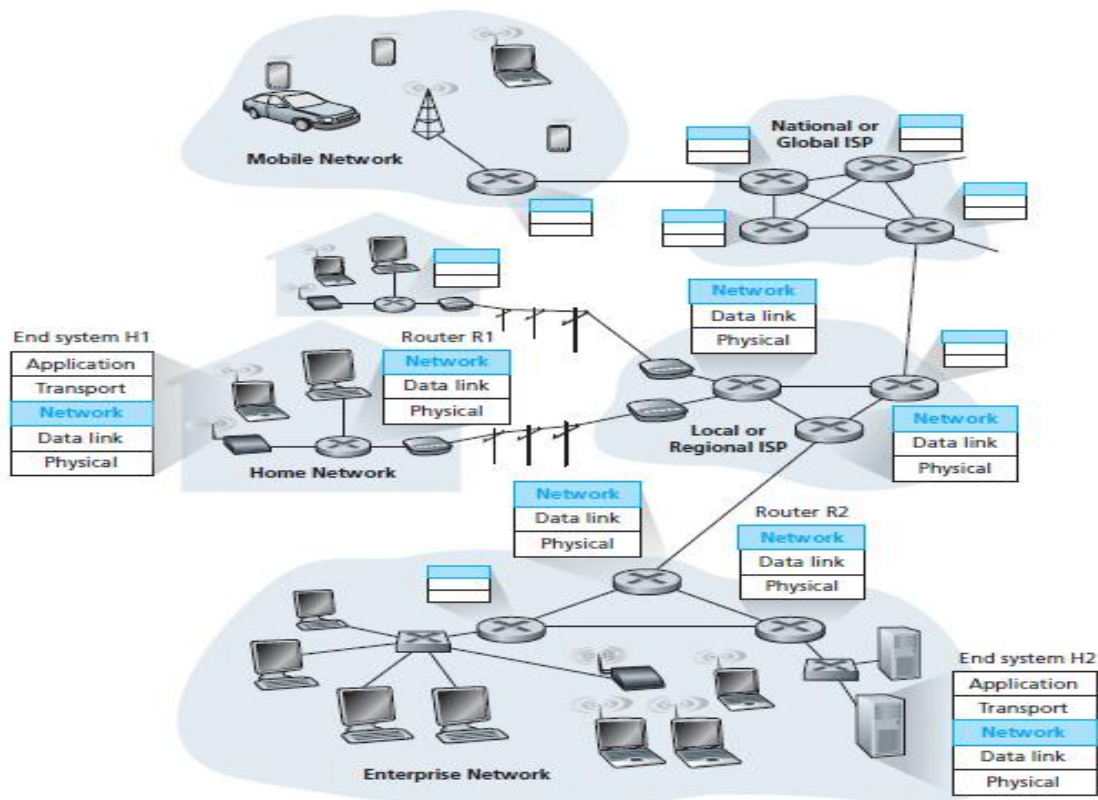 Mobile Network
National or
Global ISP
Network
Data link
Physical
End system H1
Application
Transport
Network
Data link
Physical
Router R1
Network
Data link
Physical
Home Network
Local or
Regional ISP
Network
Data link
Physical
Network
Data link
Physical
Router R2
Network
Data link
Physical
Enterprise Network
End system H2
Application
Transport
Network
Data link
Physical